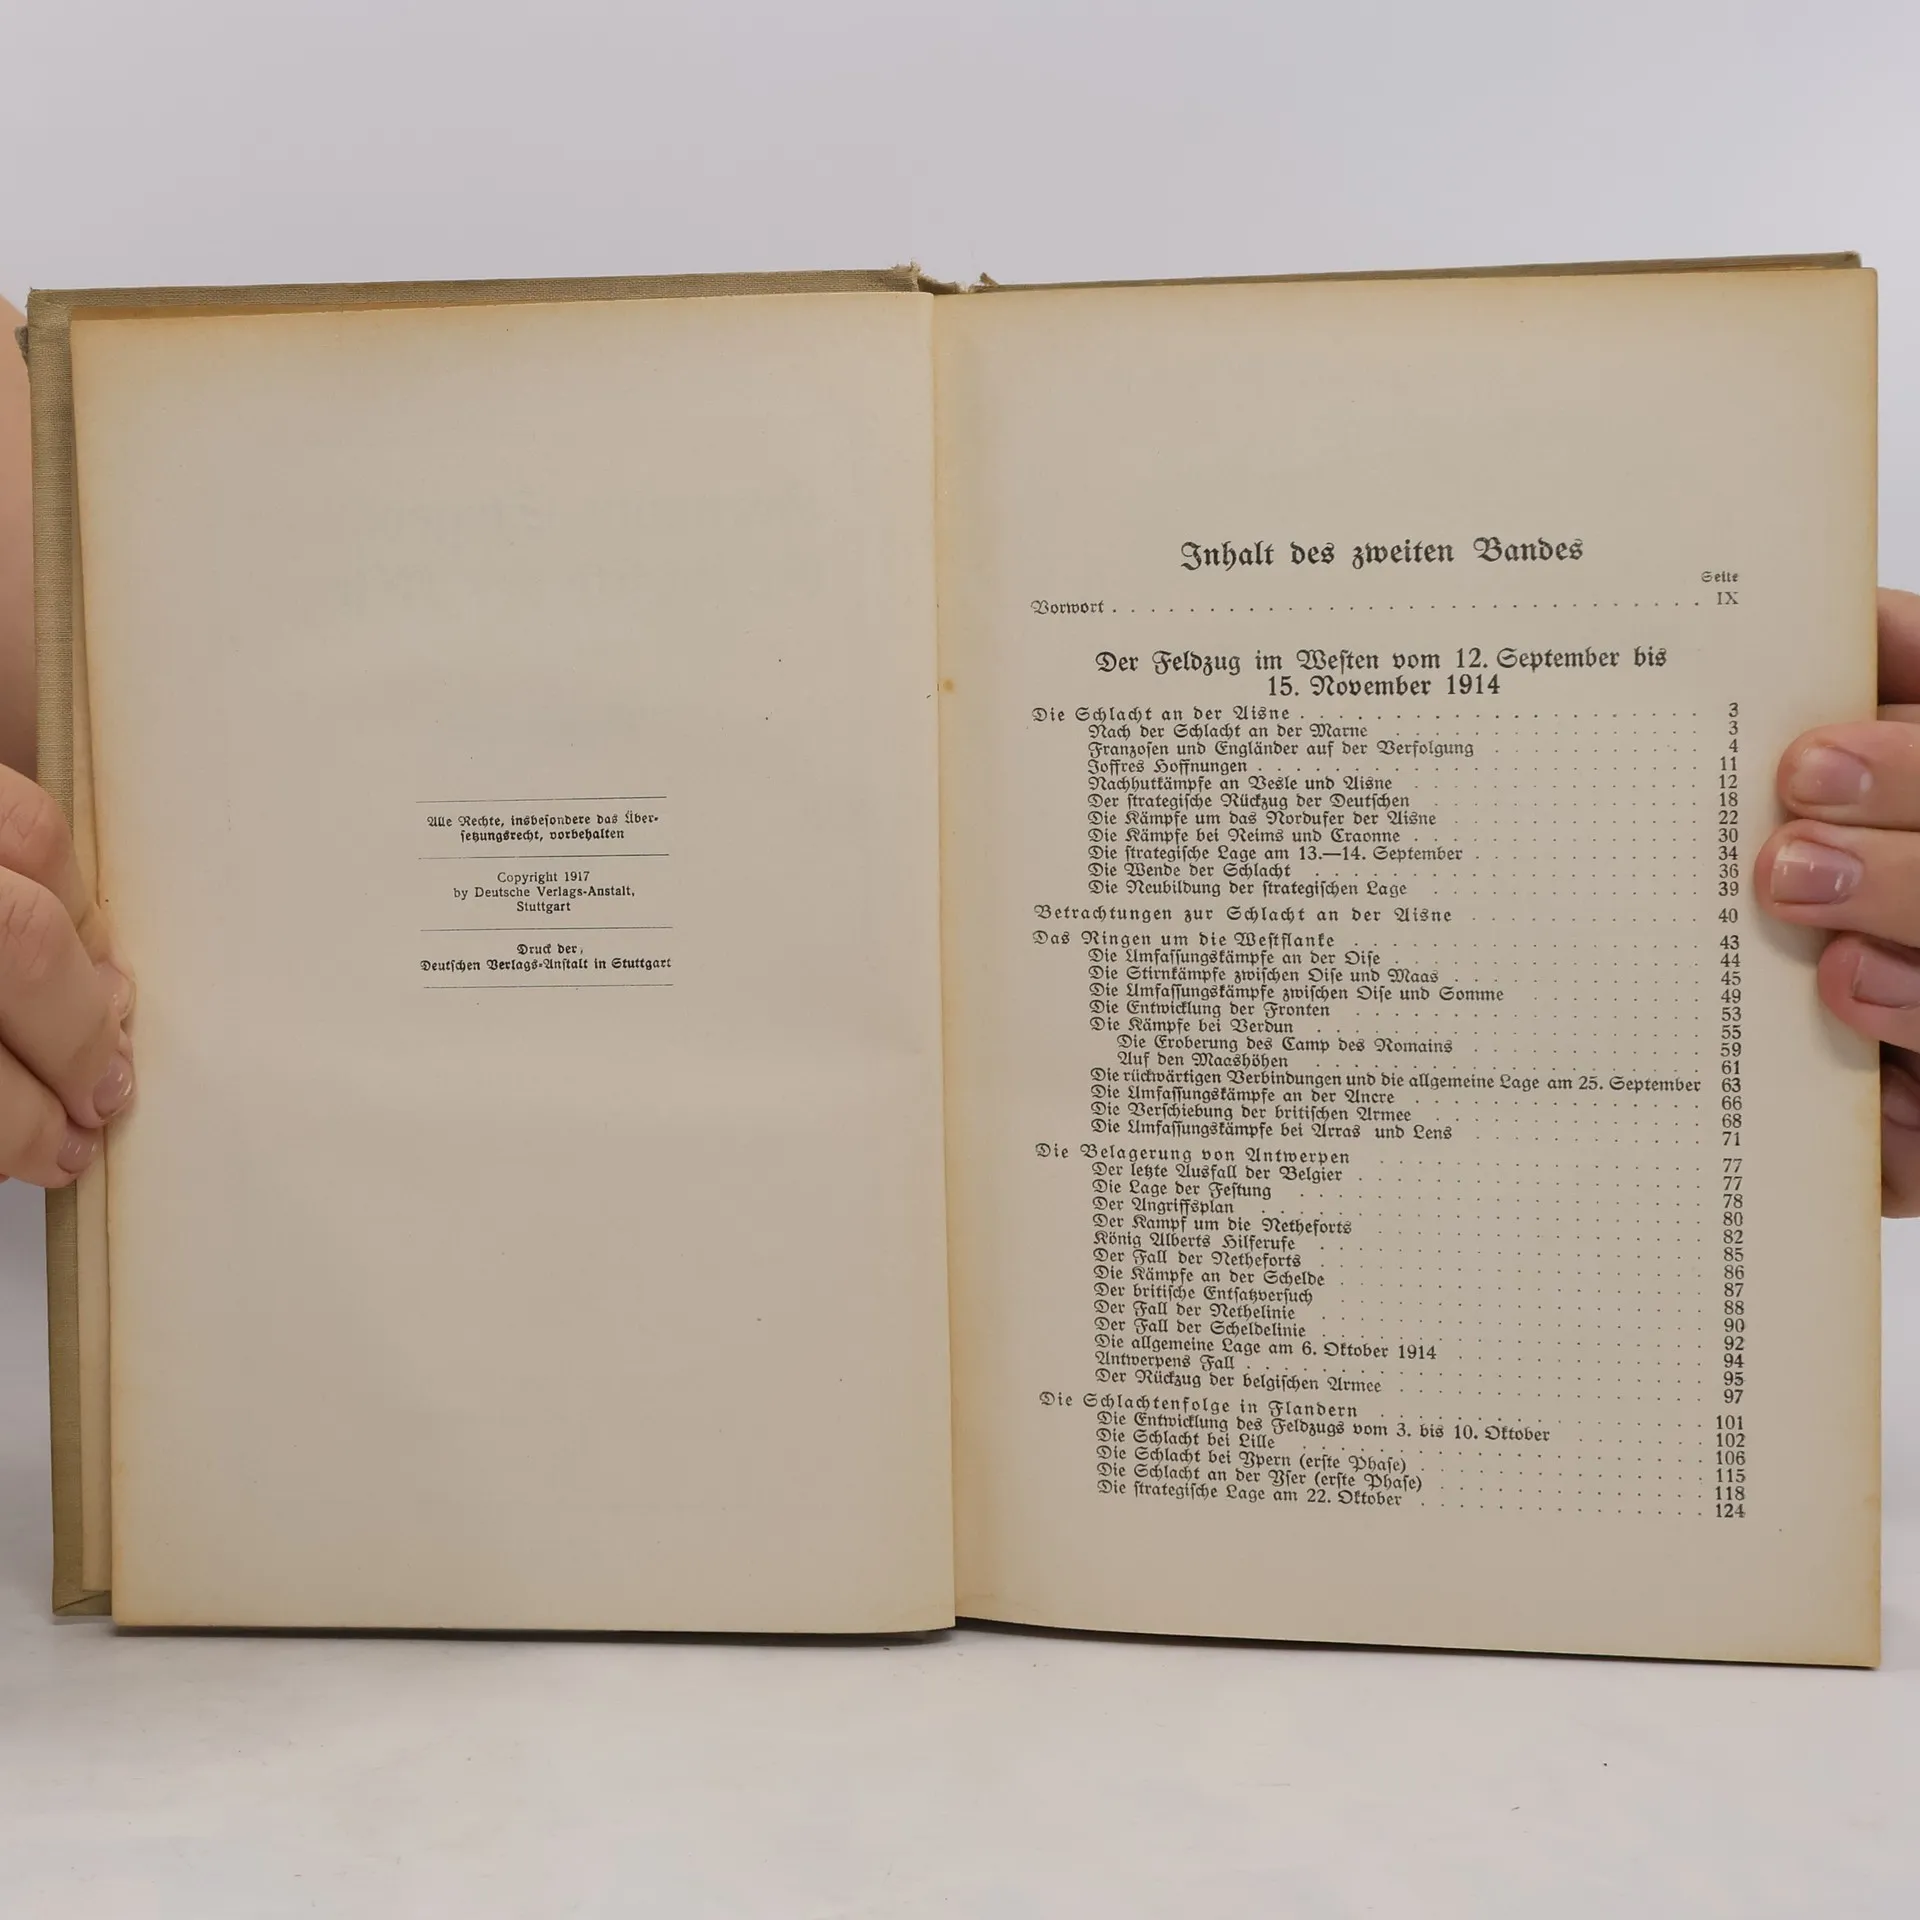 Alle Rechte, insbesondere das Über-
setzungsrecht, vorbehalten
Copyright 1917
by Deutsche Verlags-Anstalt,
Stuttgart
Druck der
Deutschen Verlags-Anstalt in Stuttgart
Inhalt des zweiten Bandes
Seite
Vorwort . . . . . . . . . . IX
Der Feldzug im Westen vom 12. September bis
15. November 1914
Die Schlacht an der Aisne . . . . . . . . . . 3
Nach der Schlacht an der Marne . . . . . . . . . . 3
Franzosen und Engländer auf der Verfolgung . . . . . . . . . . 4
Joffres Hoffnungen . . . . . . . . . . 11
Nachhutkämpfe an Vesle und Aisne . . . . . . . . . . 12
Der strategische Rückzug der Deutschen . . . . . . . . . . 18
Die Kämpfe um das Nordufer der Aisne . . . . . . . . . . 22
Die Kämpfe bei Reims und Craonne . . . . . . . . . . 30
Die strategische Lage am 13.—14. September . . . . . . . . . . 34
Die Wende der Schlacht . . . . . . . . . . 36
Die Neubildung der strategischen Lage . . . . . . . . . . 39
Betrachtungen zur Schlacht an der Aisne . . . . . . . . . . 40
Das Ringen um die Westflanke . . . . . . . . . . 43
Die Umfassungskämpfe an der Oise . . . . . . . . . . 44
Die Stirnkämpfe zwischen Oise und Maas . . . . . . . . . . 45
Die Umfassungskämpfe zwischen Oise und Somme . . . . . . . . . . 49
Die Entwicklung der Fronten . . . . . . . . . . 53
Die Kämpfe bei Verdun . . . . . . . . . . 55
Die Eroberung des Camp des Romains . . . . . . . . . . 59
Auf den Maashöhen . . . . . . . . . . 61
Die rückwärtigen Verbindungen und die allgemeine Lage am 25. September 63
Die Umfassungskämpfe an der Ancre . . . . . . . . . . 66
Die Verschiebung der britischen Armee . . . . . . . . . . 68
Die Umfassungskämpfe bei Arras und Lens . . . . . . . . . . 71
Die Belagerung von Antwerpen . . . . . . . . . . 77
Der letzte Ausfall der Belgier . . . . . . . . . . 77
Die Lage der Festung . . . . . . . . . . 78
Der Angriffsplan . . . . . . . . . . 80
Der Kampf um die Netheforts . . . . . . . . . . 82
König Alberts Hilferufe . . . . . . . . . . 85
Der Fall der Netheforts . . . . . . . . . . 86
Die Kämpfe an der Schelde . . . . . . . . . . 87
Der britische Entsatzversuch . . . . . . . . . . 88
Der Fall der Nethelinie . . . . . . . . . . 90
Der Fall der Scheldelinie . . . . . . . . . . 92
Die allgemeine Lage am 6. Oktober 1914 . . . . . . . . . . 94
Antwerpens Fall . . . . . . . . . . 95
Der Rückzug der belgischen Armee . . . . . . . . . . 97
Die Schlachtenfolge in Flandern . . . . . . . . . . 101
Die Entwicklung des Feldzugs vom 3. bis 10. Oktober . . . . . . . . . . 102
Die Schlacht bei Lille . . . . . . . . . . 106
Die Schlacht bei Ypern (erste Phase) . . . . . . . . . . 115
Die Schlacht an der Yser (erste Phase) . . . . . . . . . . 118
Die strategische Lage am 22. Oktober . . . . . . . . . . 124